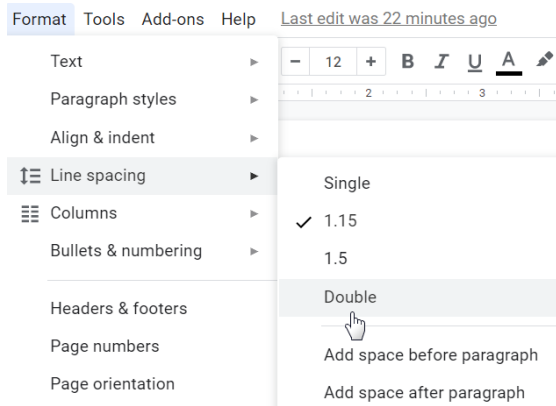 Format Tools Add-ons Help Last edit was 22 minutes ago
Text
12 B I U A
Paragraph styles
2 3
Align & indent
Line spacing
Single
Columns
1.15
Bullets & numbering
1.5
Double
Headers & footers
Page numbers
Add space before paragraph
Page orientation
Add space after paragraph